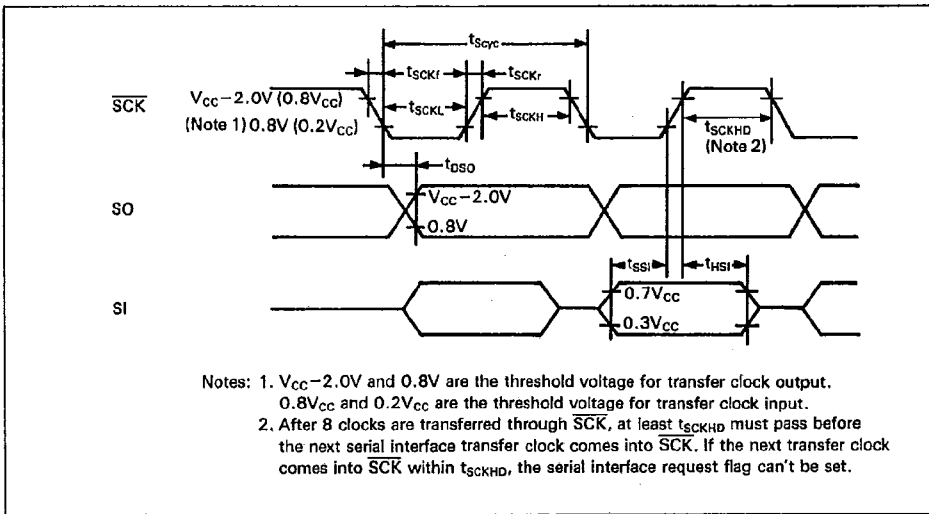 tScyc
tSCKf
tSCKr
SCK
VCC−2.0V (0.8VCC)
(Note 1) 0.8V (0.2VCC)
tSCKL
tSCKH
tSCKHD
(Note 2)
tDSO
SO
VCC−2.0V
0.8V
tSSI
tHSI
SI
0.7VCC
0.3VCC
Notes: 1. VCC−2.0V and 0.8V are the threshold voltage for transfer clock output.
0.8VCC and 0.2VCC are the threshold voltage for transfer clock input.
2. After 8 clocks are transferred through SCK, at least tSCKHD must pass before
the next serial interface transfer clock comes into SCK. If the next transfer clock
comes into SCK within tSCKHD, the serial interface request flag can't be set.